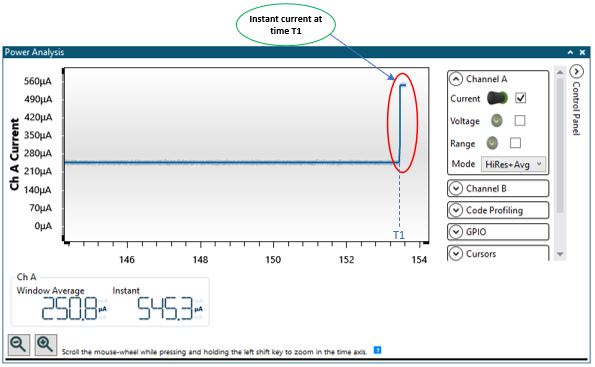 Instant current at
time T1
Power Analysis
560µA
490µA
420µA
350µA
280µA
210µA
140µA
70µA
0µA
Ch A Current
T1
146
148
150
152
154
Channel A
Current
Voltage
Range
Mode HiRes+Avg
Channel B
Code Profiling
GPIO
Cursors
Control Panel
Ch A
Window Average Instant
250.8 µA 545.3 µA
Scroll the mouse-wheel while pressing and holding the left shift key to zoom in the time axis. ?